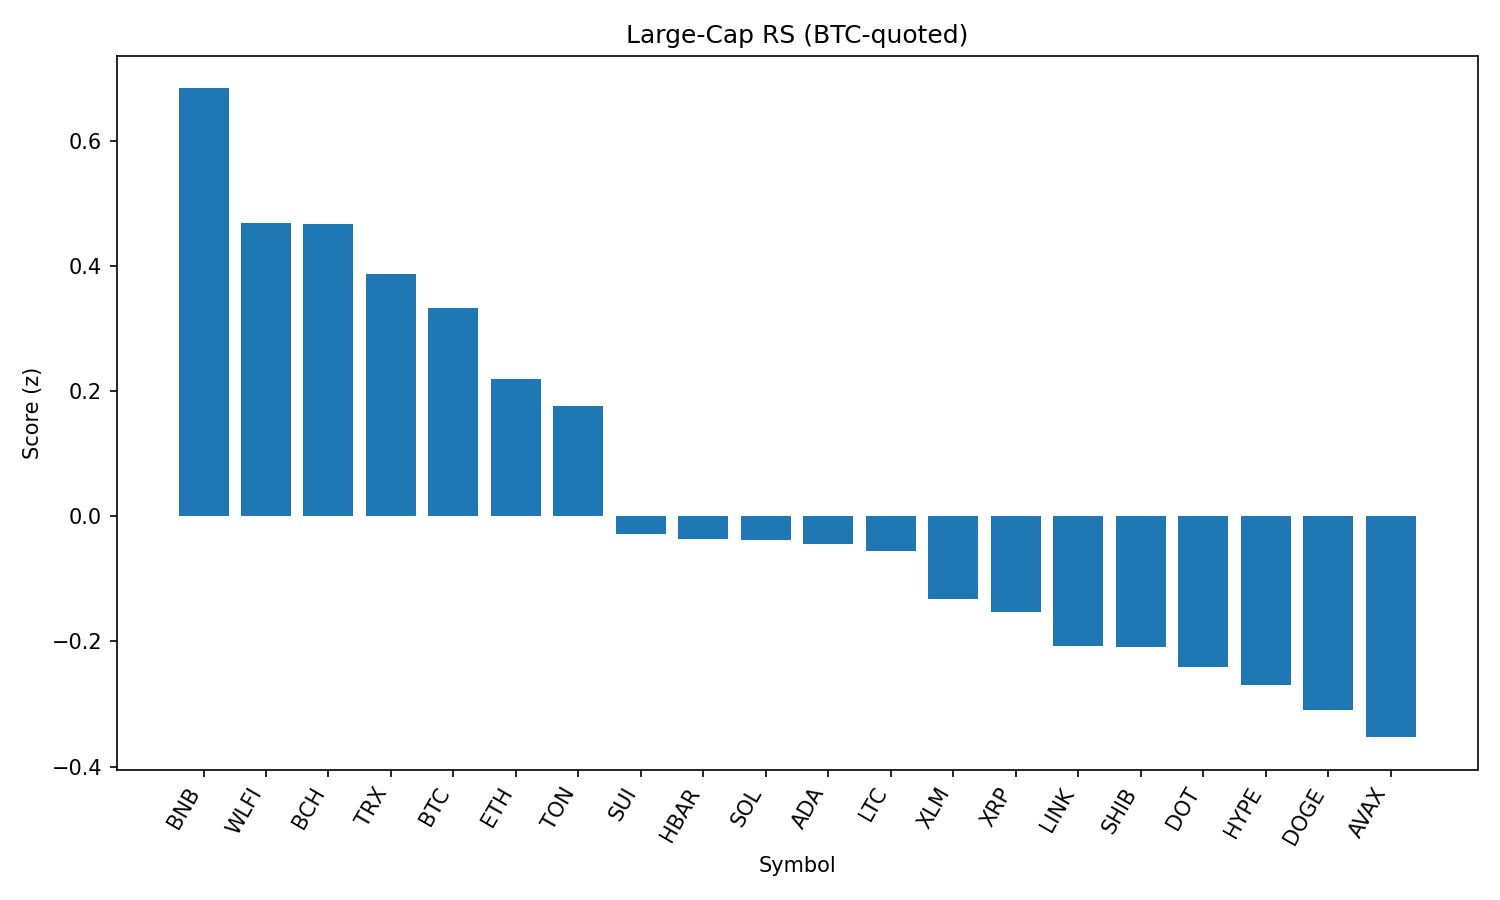 Large-Cap RS (BTC-quoted)
Score (z)
0.6
0.4
0.2
0.0
−0.2
−0.4
BNB
WLFI
BCH
TRX
BTC
ETH
TON
SUI
HBAR
SOL
ADA
LTC
XLM
XRP
LINK
SHIB
DOT
HYPE
DOGE
AVAX
Symbol